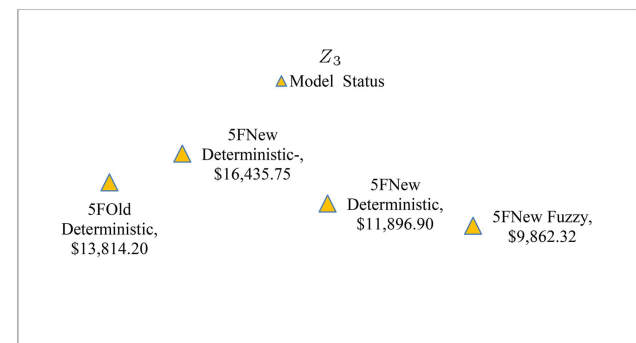 Z3
Model Status
5FNew
Deterministic-,
$16,435.75
5FOld
Deterministic,
$13,814.20
5FNew
Deterministic,
$11,896.90
5FNew Fuzzy,
$9,862.32